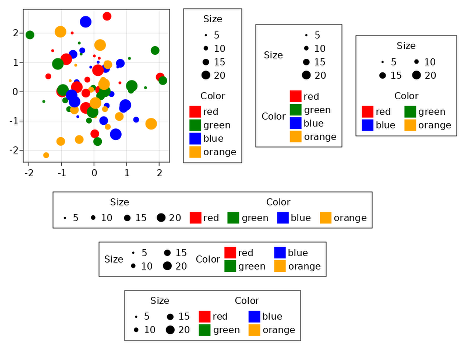 2
1
0
-1
-2
-2 -1 0 1 2
Size
5
10
15
20
Color
red
green
blue
orange
Size
5
10
15
20
Color
red
green
blue
orange
5 10
15 20
red green
blue orange
Size Color
5 10 15 20 red green blue orange
Size 5 15 Color red blue
10 20 green orange
Size Color
5 15 red blue
10 20 green orange